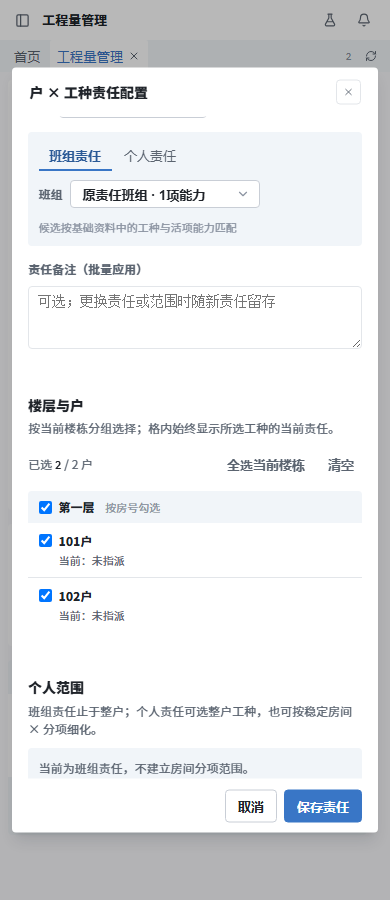 工程量管理
首页
工程量管理 ×
2
户 × 工种责任配置
班组责任
个人责任
班组
原责任班组 · 1项能力
候选按基础资料中的工种与活项能力匹配
责任备注（批量应用）
可选；更换责任或范围时随新责任留存
楼层与户
按当前楼栋分组选择；格内始终显示所选工种的当前责任。
已选 2 / 2 户
全选当前楼栋
清空
第一层
按房号勾选
101户
当前：未指派
102户
当前：未指派
个人范围
班组责任止于整户；个人责任可选整户工种，也可按稳定房间
× 分项细化。
当前为班组责任，不建立房间分项范围。
取消
保存责任